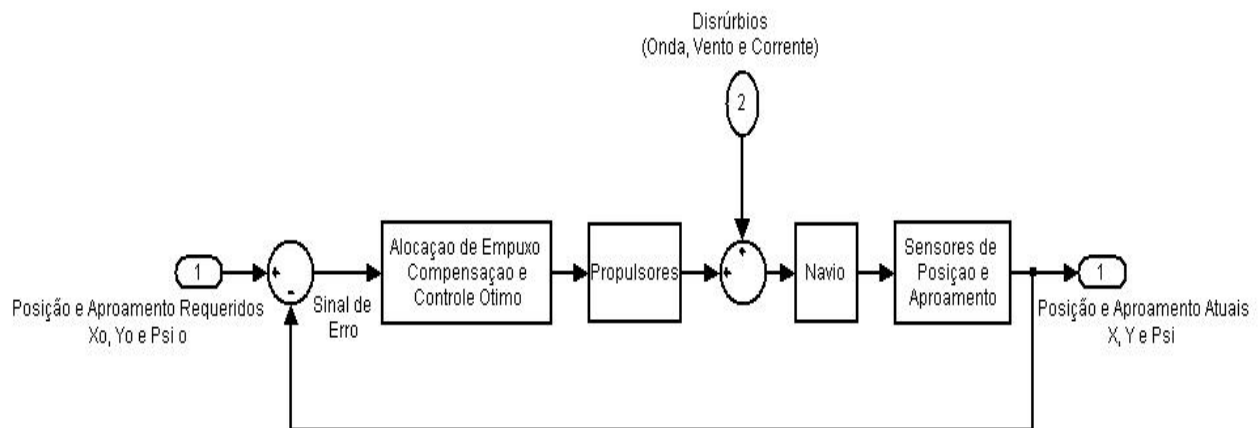 Disrúrbios
(Onda, Vento e Corrente)
2
1
Posição e Aproamento Requeridos
Xo, Yo e Psi o
Sinal de
Erro
Alocaçao de Empuxo
Compensaçao e
Controle Otimo
Propulsores
Navio
Sensores de
Posiçao e
Aproamento
1
Posição e Aproamento Atuais
X, Y e Psi